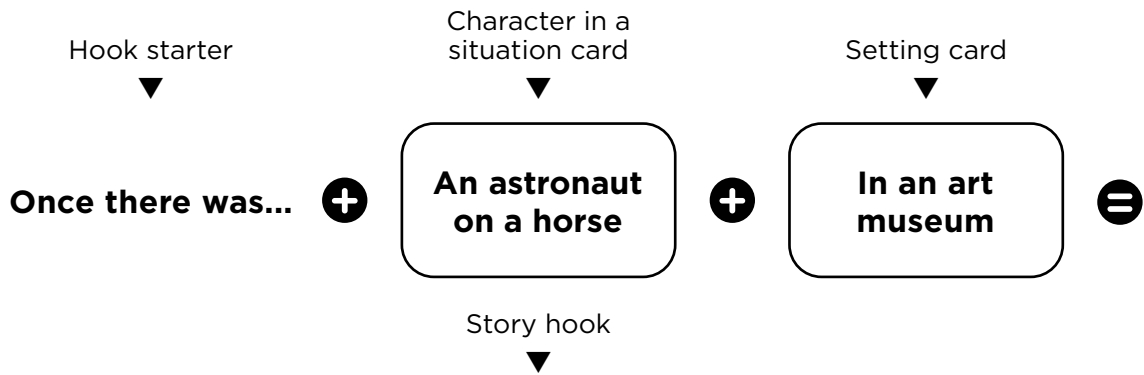 Hook starter
Character in a
situation card
Setting card
Once there was...
+
An astronaut
on a horse
+
In an art
museum
=
Story hook